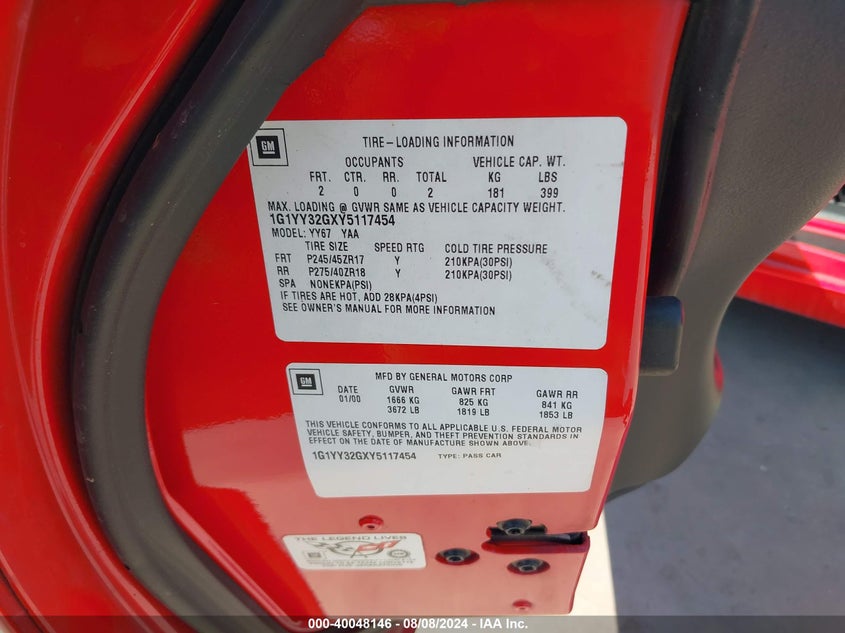 GM
TIRE-LOADING INFORMATION
OCCUPANTS VEHICLE CAP. WT.
FRT. CTR. RR. TOTAL KG LBS
2 0 0 2 181 399
MAX. LOADING @ GVWR SAME AS VEHICLE CAPACITY WEIGHT.
1G1YY32GXY5117454
MODEL: YY67 YAA
TIRE SIZE SPEED RTG COLD TIRE PRESSURE
FRT P245/45ZR17 Y 210KPA(30PSI)
RR P275/40ZR18 Y 210KPA(30PSI)
SPA NONEKPA(PSI)
IF TIRES ARE HOT, ADD 28KPA(4PSI)
SEE OWNER'S MANUAL FOR MORE INFORMATION
GM
MFD BY GENERAL MOTORS CORP
DATE GVWR GAWR FRT GAWR RR
01/00 1666 KG 825 KG 841 KG
3672 LB 1819 LB 1853 LB
THIS VEHICLE CONFORMS TO ALL APPLICABLE U.S. FEDERAL MOTOR
VEHICLE SAFETY, BUMPER, AND THEFT PREVENTION STANDARDS IN
EFFECT ON THE DATE OF MANUFACTURE SHOWN ABOVE.
1G1YY32GXY5117454 TYPE: PASS CAR
THE LEGEND LIVES
GM
000-40048146 - 08/08/2024 - IAA Inc.